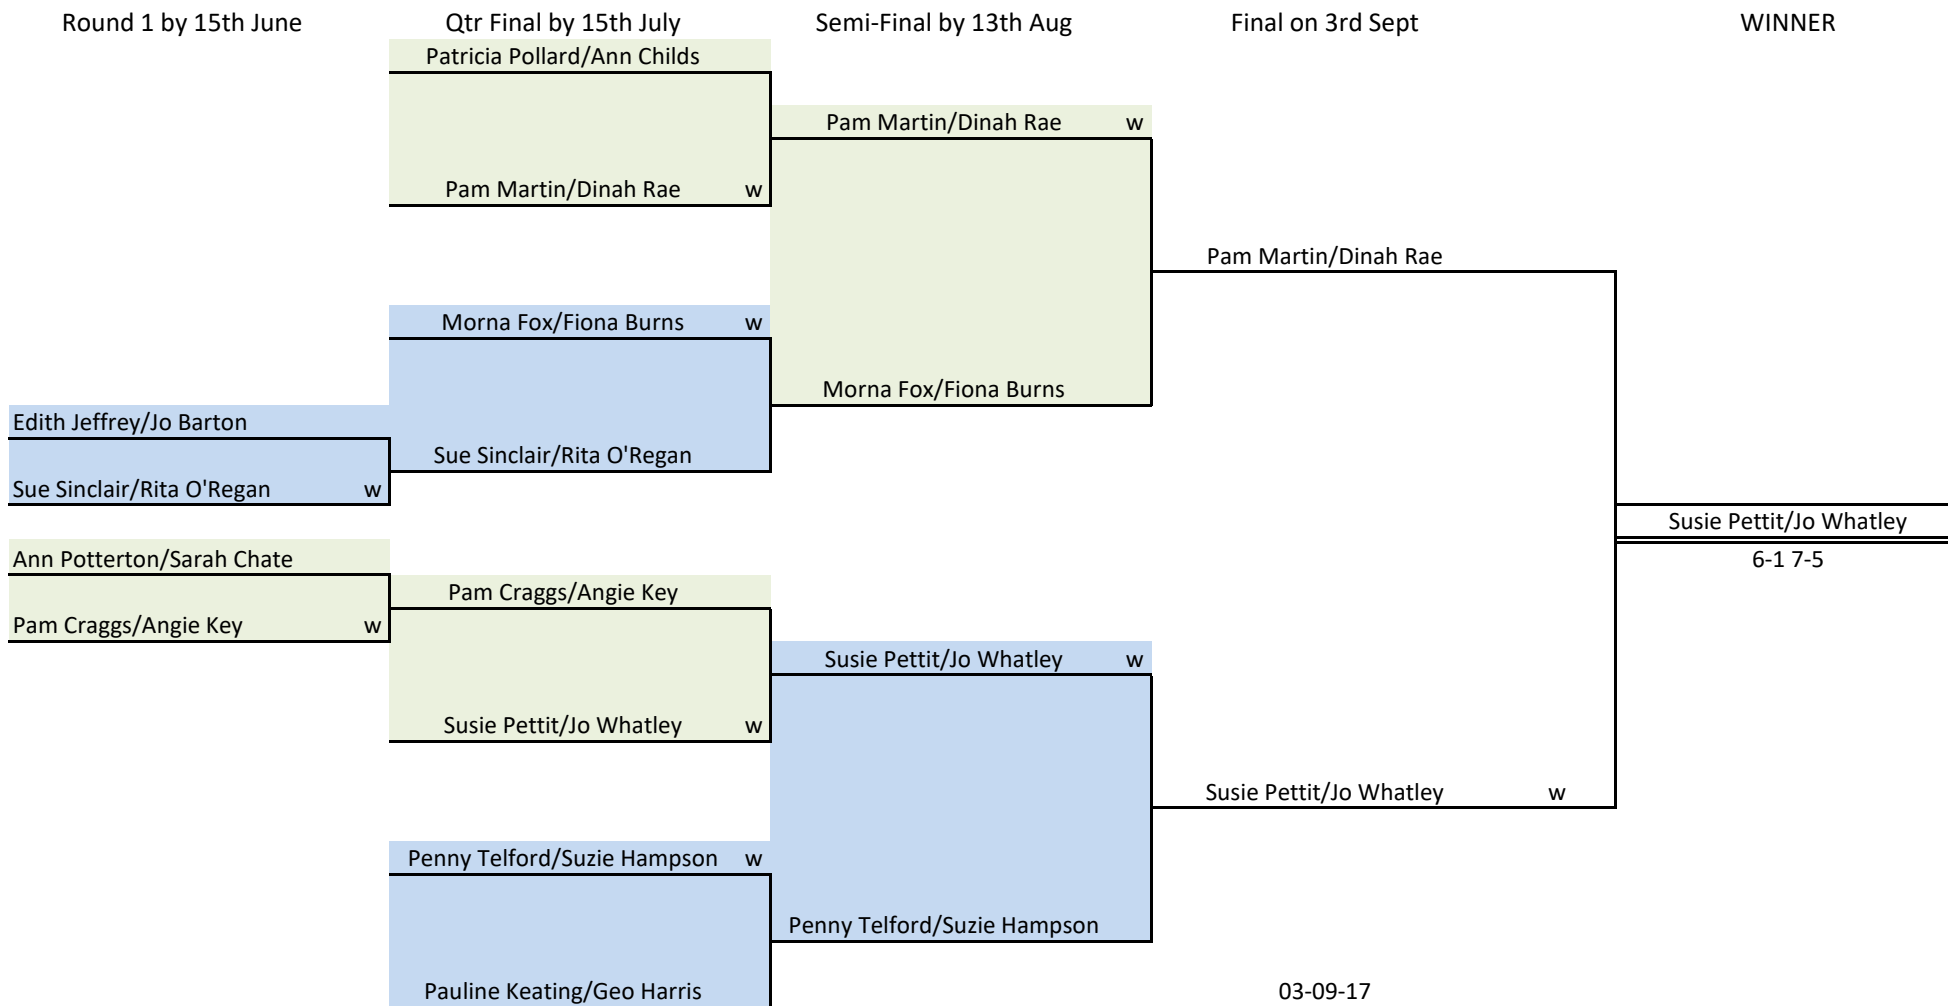 Round 1 by 15th June
Qtr Final by 15th July
Semi-Final by 13th Aug
Final on 3rd Sept
WINNER
Patricia Pollard/Ann Childs
Pam Martin/Dinah Rae w
Pam Martin/Dinah Rae w
Pam Martin/Dinah Rae
Morna Fox/Fiona Burns w
Morna Fox/Fiona Burns
Edith Jeffrey/Jo Barton
Sue Sinclair/Rita O'Regan
Sue Sinclair/Rita O'Regan w
Susie Pettit/Jo Whatley
6-1 7-5
Ann Potterton/Sarah Chate
Pam Craggs/Angie Key
Pam Craggs/Angie Key w
Susie Pettit/Jo Whatley w
Susie Pettit/Jo Whatley w
Susie Pettit/Jo Whatley w
Penny Telford/Suzie Hampson w
Penny Telford/Suzie Hampson
Pauline Keating/Geo Harris
03-09-17